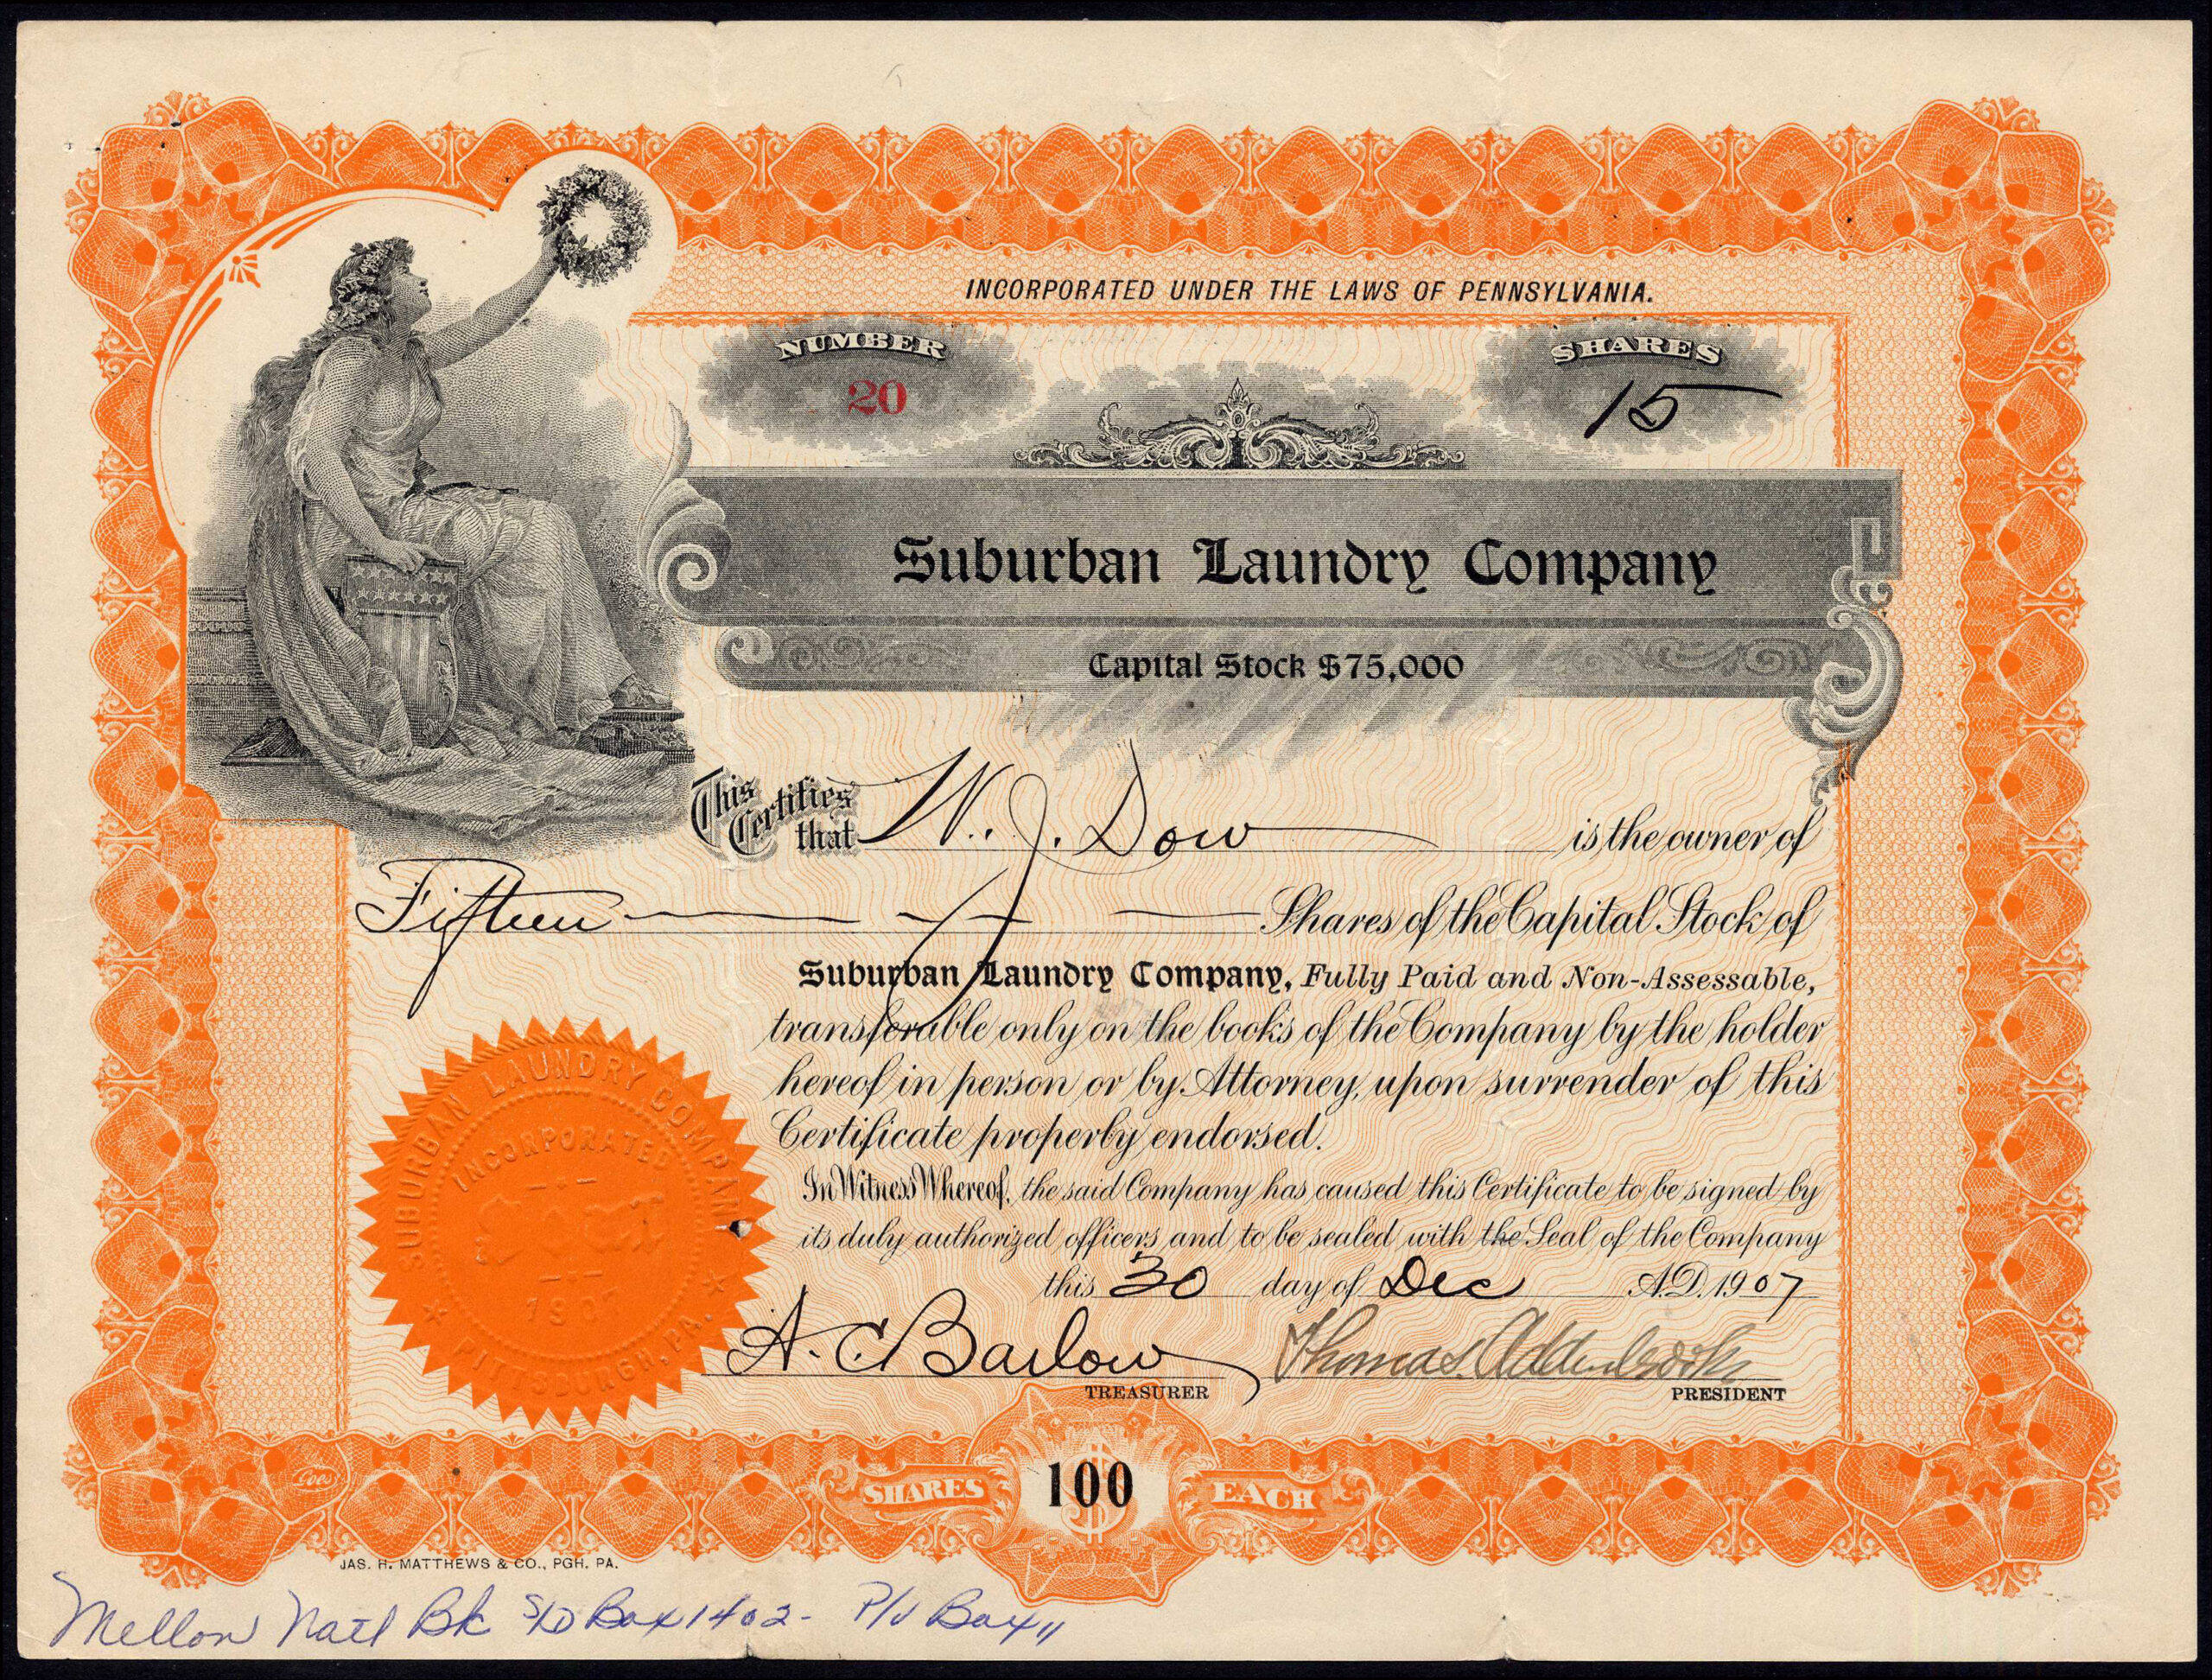 INCORPORATED UNDER THE LAWS OF PENNSYLVANIA.
NUMBER
20
SHARES
15
Suburban Laundry Company
Capital Stock $75,000
This Certifies that W. J. Dow is the owner of
Fifteen Shares of the Capital Stock of
Suburban Laundry Company, Fully Paid and Non-Assessable,
transferable only on the books of the Company by the holder
hereof in person or by Attorney, upon surrender of this
Certificate properly endorsed.
In Witness Whereof, the said Company has caused this Certificate to be signed by
its duly authorized officers and to be sealed with the Seal of the Company
this 30 day of Dec A.D. 1907
A. C. Barlow
TREASURER
Thomas Addenbrook
PRESIDENT
SUBURBAN LAUNDRY COMPANY
INCORPORATED
PITTSBURGH, PA.
Goes
SHARES $100 EACH
JAS. H. MATTHEWS & CO., PGH. PA.
Mellon Natl Bk S/D Box 1402 - P/J Box 11